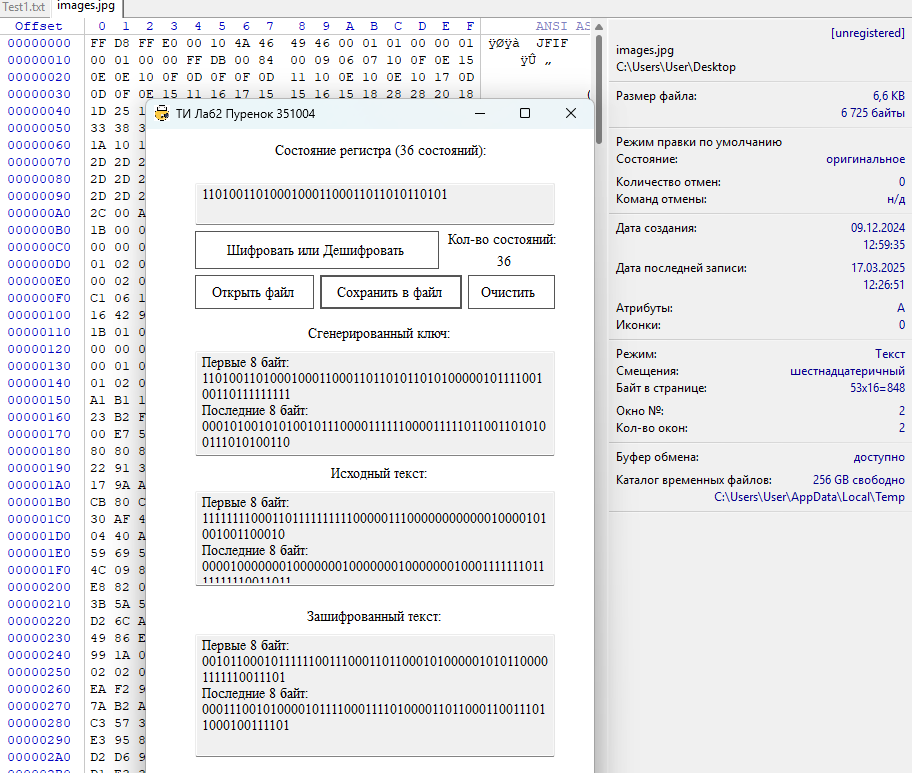 Test1.txt images.jpg
Offset 0 1 2 3 4 5 6 7 8 9 A B C D E F ANSI AS
00000000 FF D8 FF E0 00 10 4A 46 49 46 00 01 01 00 00 01 ÿØÿà JFIF
00000010 00 01 00 00 FF DB 00 84 00 09 06 07 10 0F 0E 15 ÿÛ „
00000020 0E 0E 10 0F 0D 0F 0F 0D 11 10 0E 10 0E 10 17 0D
00000030 0D 0F 0E 15 11 16 17 15 15 16 15 18 28 28 20 18
00000040 1D 25 1
00000050 33 38 3
00000060 1A 10 1
00000070 2D 2D 2
00000080 2D 2D 2
00000090 2D 2D 2
000000A0 2C 00 A
000000B0 1B 00 0
000000C0 00 00 0
000000D0 01 02 0
000000E0 00 02 0
000000F0 C1 06 1
00000100 16 42 9
00000110 1B 01 0
00000120 00 00 0
00000130 00 01 0
00000140 01 02 0
00000150 A1 B1 1
00000160 23 B2 F
00000170 00 E7 5
00000180 80 80 8
00000190 22 91 3
000001A0 17 9A A
000001B0 CB 80 C
000001C0 30 AF 4
000001D0 04 40 A
000001E0 59 69 5
000001F0 4C 09 8
00000200 E8 82 0
00000210 3B 5A 5
00000220 D2 6C A
00000230 49 86 E
00000240 99 1A 0
00000250 02 02 0
00000260 EA F2 9
00000270 7A B2 A
00000280 C3 57 3
00000290 E3 95 8
000002A0 D2 D6 9
ТИ Лаб2 Пуренок 351004
Состояние регистра (36 состояний):
110100110100010001100011011010110101
Шифровать или Дешифровать
Кол-во состояний:
36
Открыть файл
Сохранить в файл
Очистить
Сгенерированный ключ:
Первые 8 байт:
11010011010001000110001101101011010100000101111001
00110111111111
Последние 8 байт:
000101001010100101110000111111000011111011001101010
0111010100110
Исходный текст:
Первые 8 байт:
1111111100011011111111110000011100000000000010000101
001001100010
Последние 8 байт:
00001000000010000000100000001000000010001111111011
11111110011011
Зашифрованный текст:
Первые 8 байт:
001011000101111110011100011011000101000001010110000
1111110011101
Последние 8 байт:
000111001010000101111000111101000011011000110011101
1000100111101
[unregistered]
images.jpg
C:\Users\User\Desktop
Размер файла: 6,6 KB
6 725 байты
Режим правки по умолчанию
Состояние: оригинальное
Количество отмен: 0
Команд отмены: н/д
Дата создания: 09.12.2024
12:59:35
Дата последней записи: 17.03.2025
12:26:51
Атрибуты: A
Иконки: 0
Режим: Текст
Смещения: шестнадцатеричный
Байт в странице: 53x16=848
Окно №: 2
Кол-во окон: 2
Буфер обмена: доступно
Каталог временных файлов: 256 GB свободно
C:\Users\User\AppData\Local\Temp